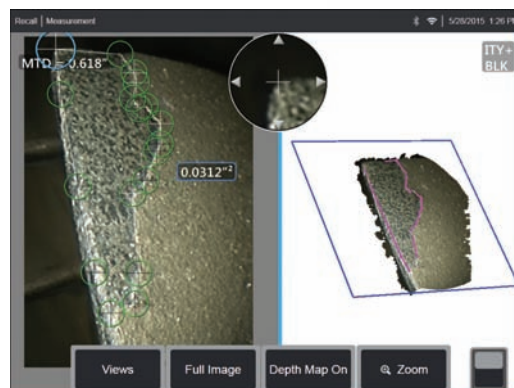 Recall | Measurement
5/28/2015 1:26 PM
ITY+
BLK
MTD = 0.618"
0.0312"²
Views
Full Image
Depth Map On
Zoom